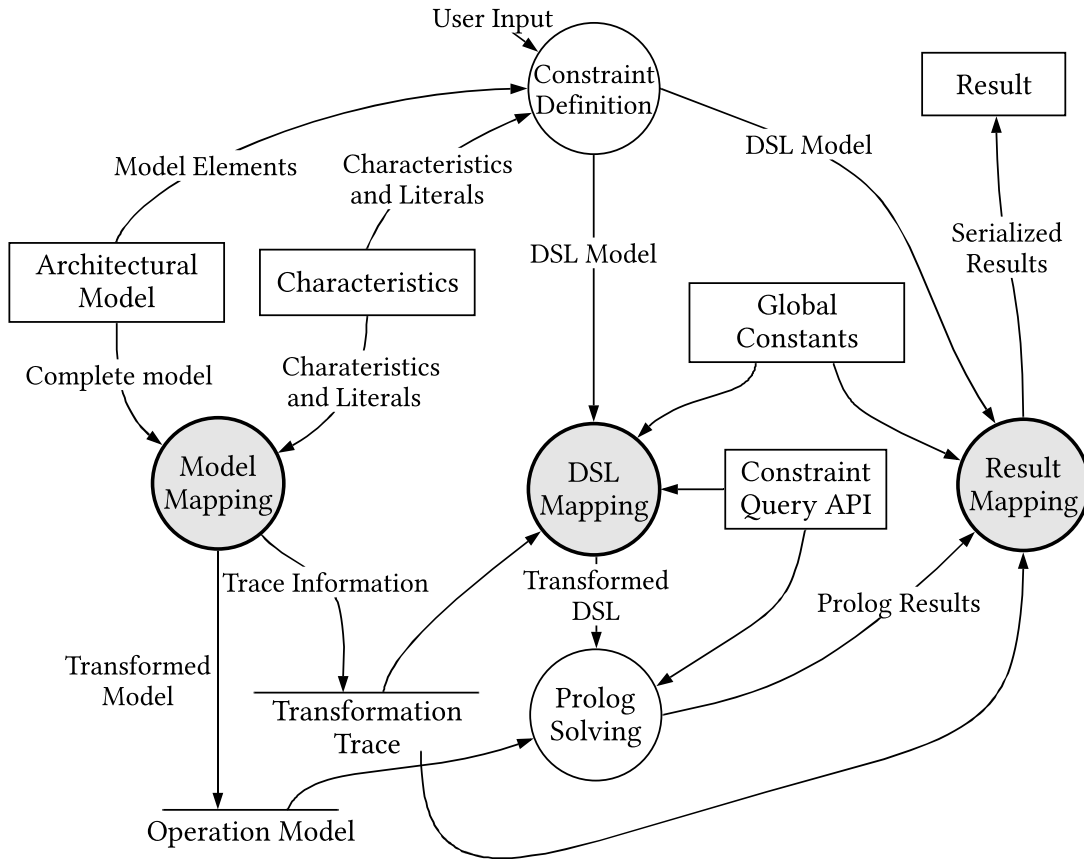 User Input
Constraint
Definition
Result
Model Elements
Characteristics
and Literals
DSL Model
DSL Model
Serialized
Results
Architectural
Model
Characteristics
Global
Constants
Complete model
Charateristics
and Literals
Model
Mapping
DSL
Mapping
Constraint
Query API
Result
Mapping
Trace Information
Transformed
DSL
Prolog Results
Transformed
Model
Transformation
Trace
Prolog
Solving
Operation Model